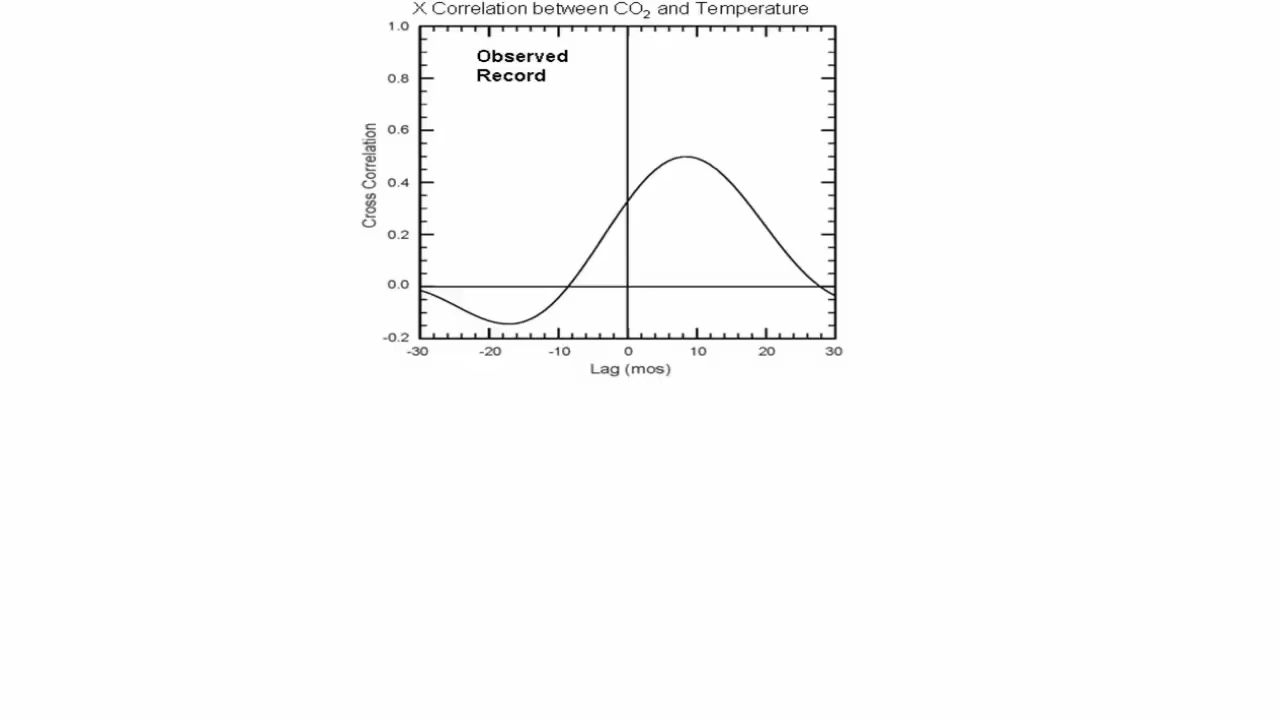 X Correlation between CO₂ and Temperature
1.0
Observed
Record
0.8
0.6
Cross Correlation
0.4
0.2
0.0
-0.2
-30 -20 -10 0 10 20 30
Lag (mos)